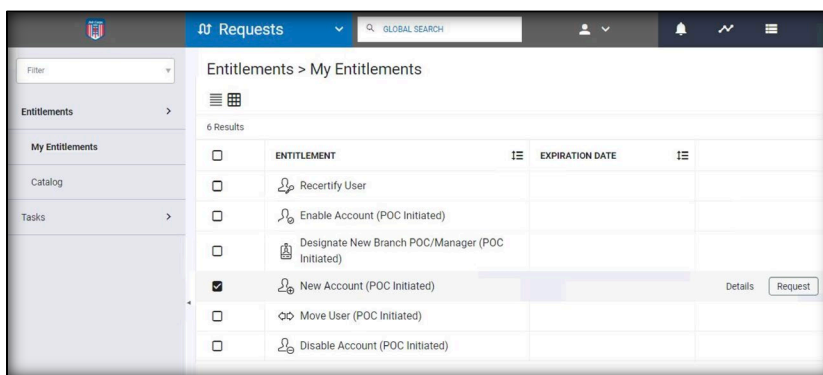 Requests
GLOBAL SEARCH
Filter
Entitlements
My Entitlements
Catalog
Tasks
Entitlements > My Entitlements
6 Results
ENTITLEMENT EXPIRATION DATE
Recertify User
Enable Account (POC Initiated)
Designate New Branch POC/Manager (POC
Initiated)
New Account (POC Initiated) Details Request
Move User (POC Initiated)
Disable Account (POC Initiated)